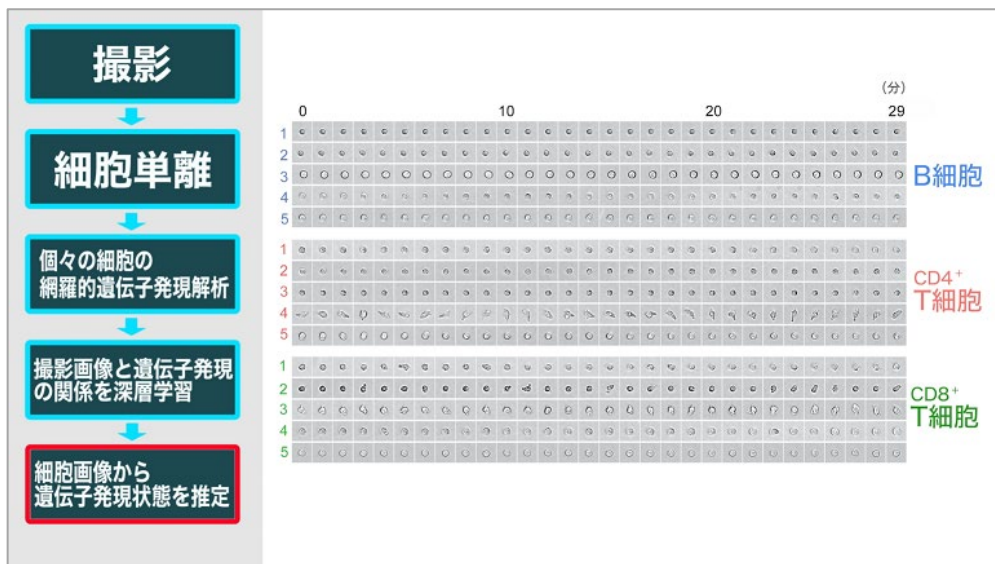 撮影
細胞単離
個々の細胞の
網羅的遺伝子発現解析
撮影画像と遺伝子発現
の関係を深層学習
細胞画像から
遺伝子発現状態を推定
(分)
0 10 20 29
1
2
3
4
5
B細胞
1
2
3
4
5
CD4+
T細胞
1
2
3
4
5
CD8+
T細胞